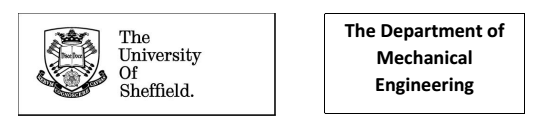 The
University
Of
Sheffield.
The Department of
Mechanical
Engineering